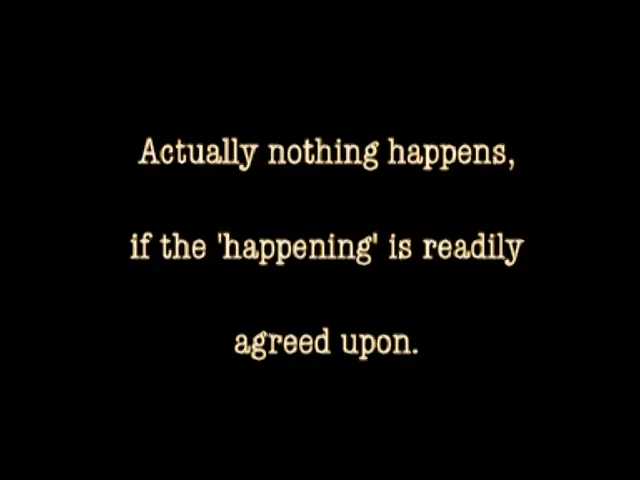 Actually nothing happens,
if the 'happening' is readily
agreed upon.